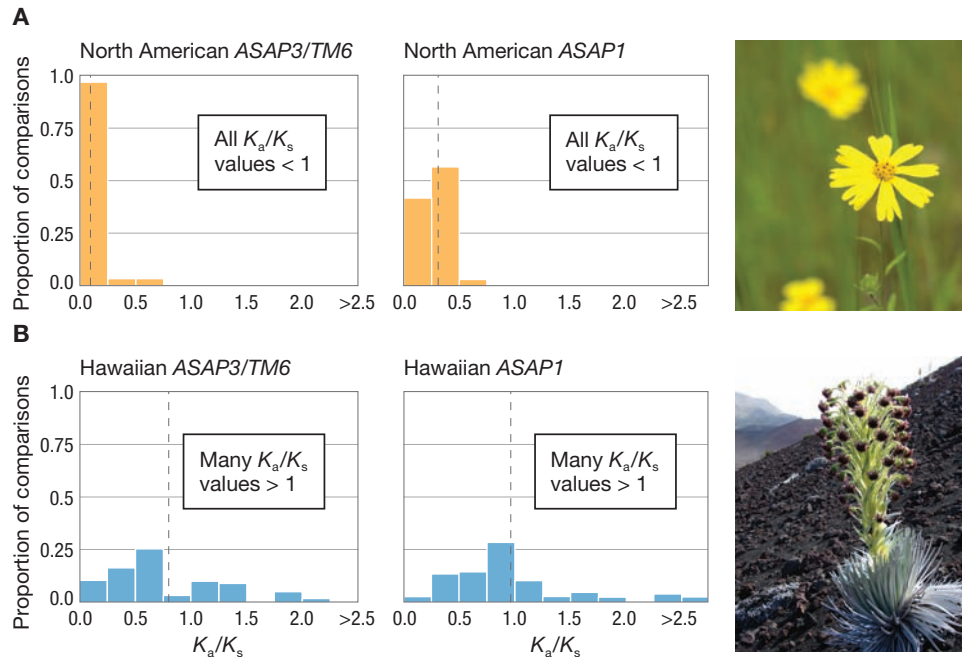 A
North American ASAP3/TM6
North American ASAP1
Proportion of comparisons
1.0
0.75
0.5
0.25
0.0
All Ka/Ks
values < 1
All Ka/Ks
values < 1
0.0 0.5 1.0 1.5 2.0 >2.5
0.0 0.5 1.0 1.5 2.0 >2.5
B
Hawaiian ASAP3/TM6
Hawaiian ASAP1
Proportion of comparisons
1.0
0.75
0.5
0.25
0.0
Many Ka/Ks
values > 1
Many Ka/Ks
values > 1
0.0 0.5 1.0 1.5 2.0 >2.5
0.0 0.5 1.0 1.5 2.0 >2.5
Ka/Ks
Ka/Ks